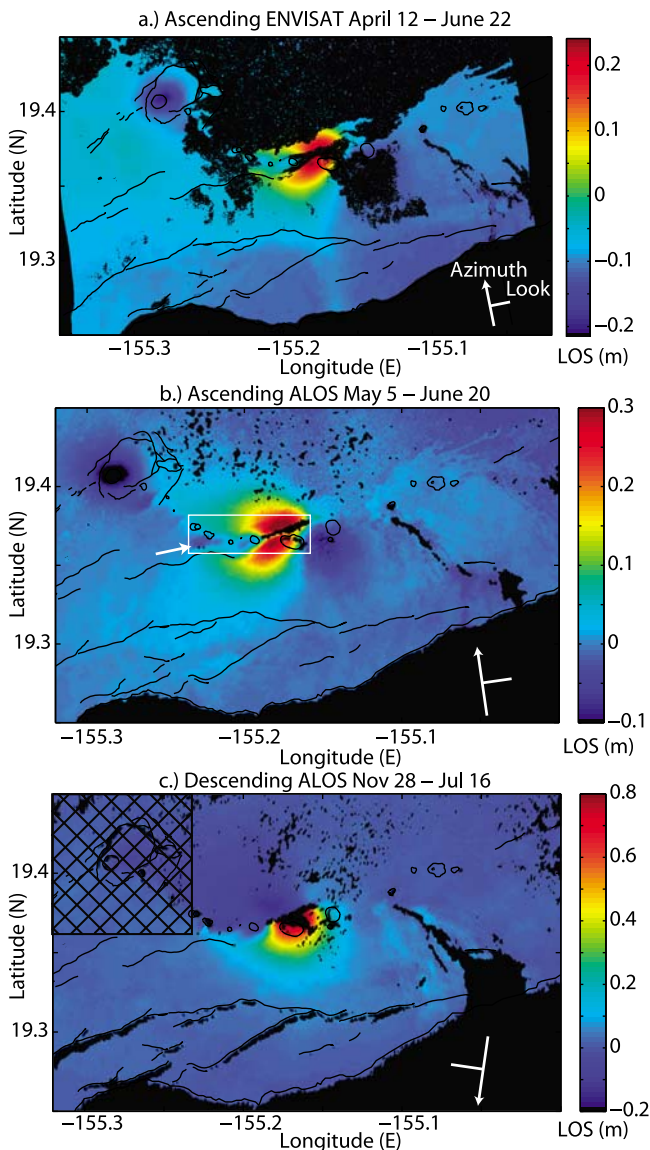 a.) Ascending ENVISAT April 12 – June 22
Latitude (N)
19.4
19.3
Azimuth
Look
0.2
0.1
0
−0.1
−0.2
−155.3
−155.2
−155.1
Longitude (E)
LOS (m)
b.) Ascending ALOS May 5 – June 20
Latitude (N)
19.4
19.3
0.3
0.2
0.1
0
−0.1
−155.3
−155.2
−155.1
Longitude (E)
LOS (m)
c.) Descending ALOS Nov 28 – Jul 16
Latitude (N)
19.4
19.3
0.8
0.6
0.4
0.2
0
−0.2
−155.3
−155.2
−155.1
Longitude (E)
LOS (m)